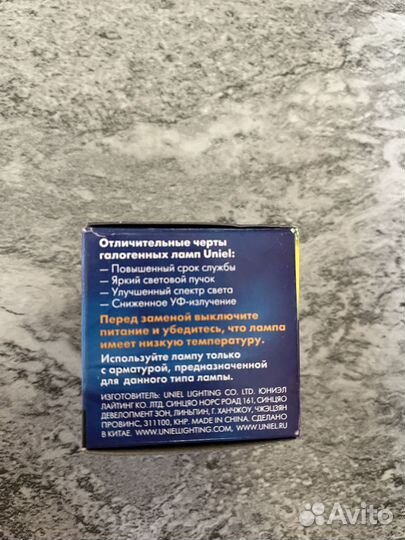 Отличительные черты
галогенных ламп Uniel:
— Повышенный срок службы
— Яркий световой пучок
— Улучшенный спектр света
— Сниженное УФ-излучение
Перед заменой выключите
питание и убедитесь, что лампа
имеет низкую температуру.
Используйте лампу только
с арматурой, предназначенной
для данного типа лампы.
ИЗГОТОВИТЕЛЬ: UNIEL LIGHTING CO. LTD. ЮНИЭЛ
ЛАЙТИНГ КО. ЛТД. СИНЦЯО НОРС РОАД 161, СИНЦЯО
ДЕВЕЛОПМЕНТ ЗОН, ЛИНЬПИН, Г. ХАНЧЖОУ, ЧЖЭЦЗЯН
ПРОВИНС, 311100, КНР. MADE IN CHINA. СДЕЛАНО
В КИТАЕ. WWW.UNIELLIGHTING.COM, WWW.UNIEL.RU
Avito